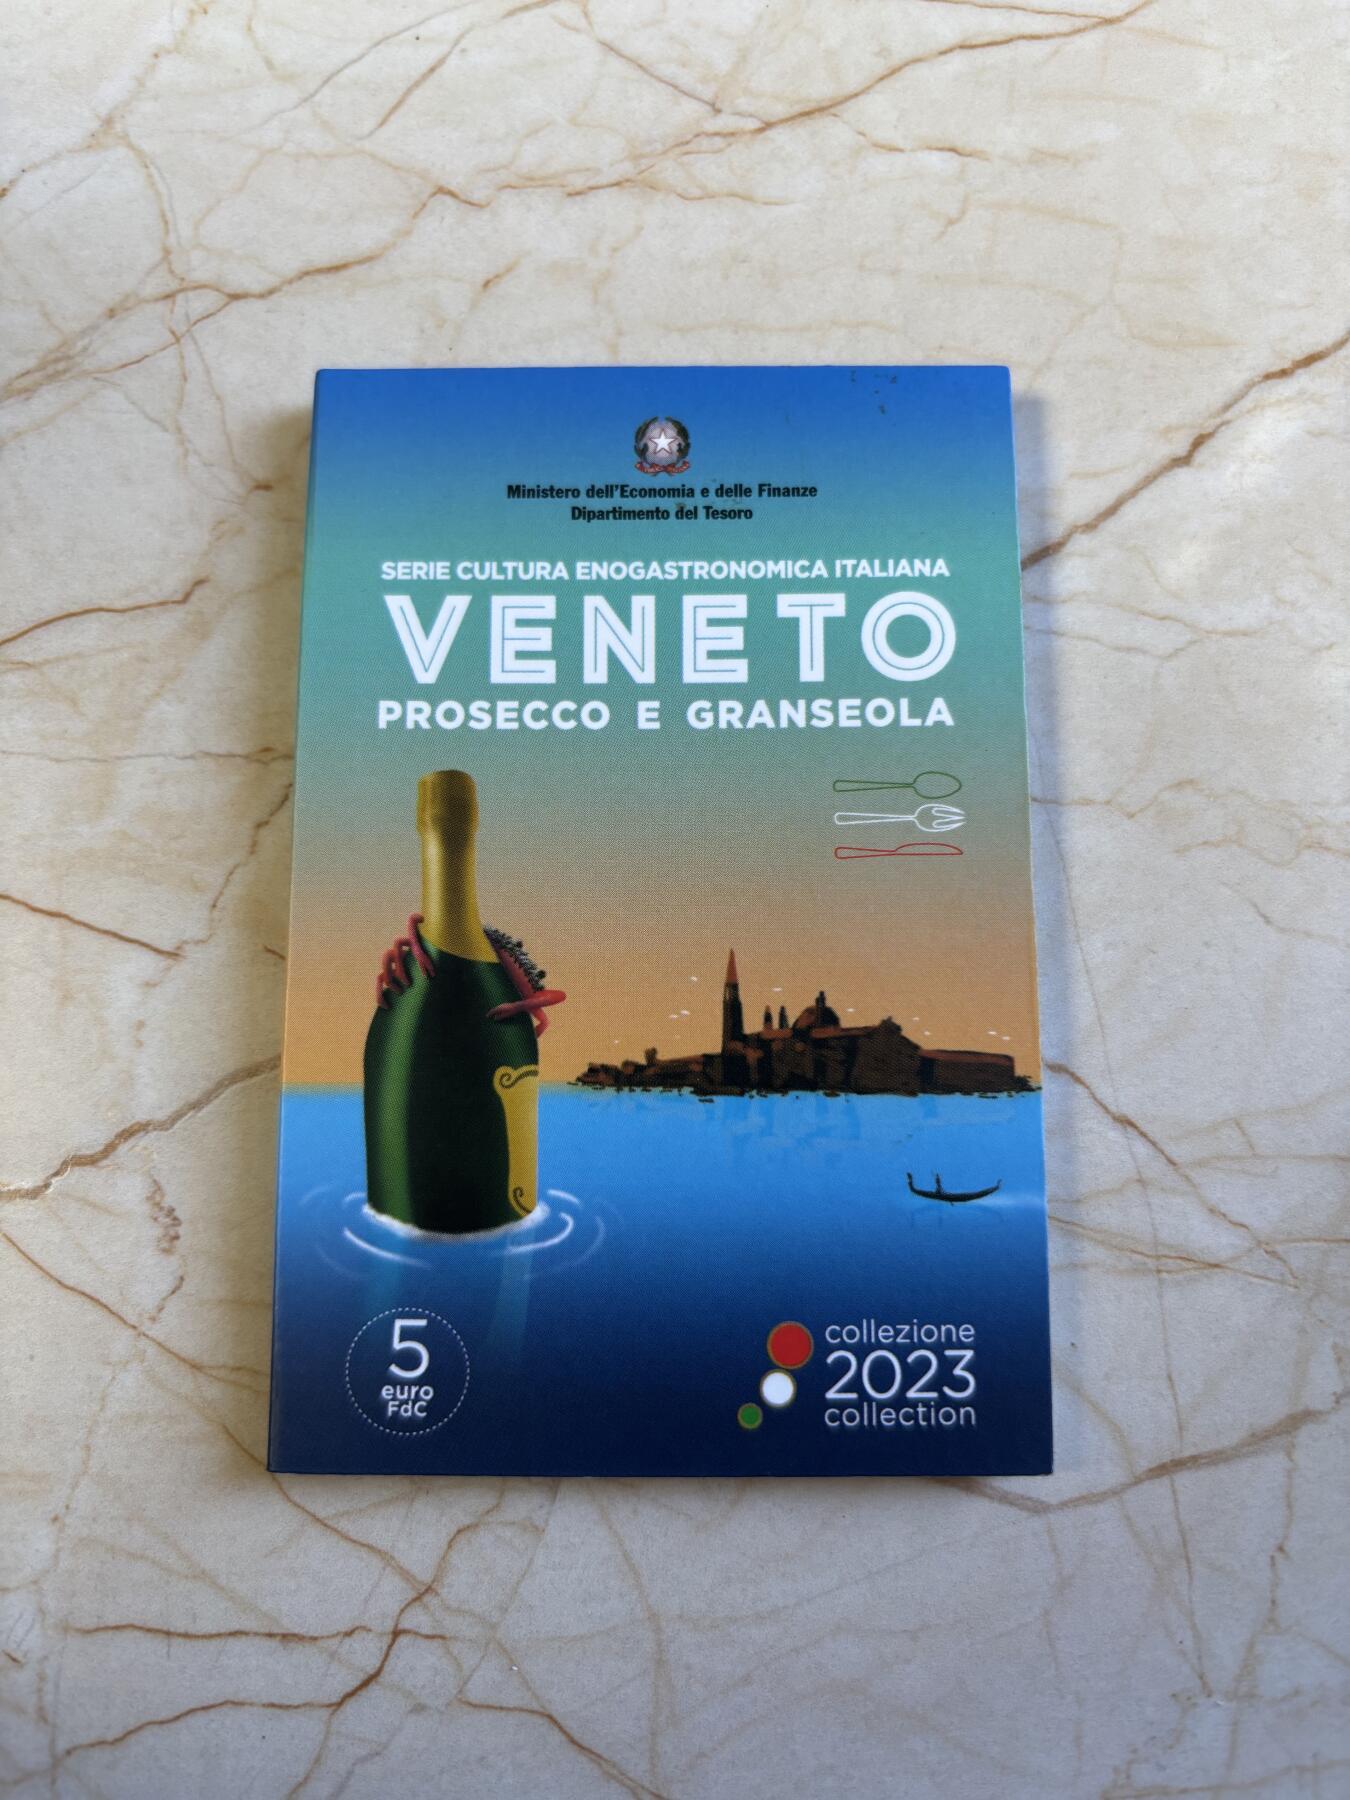 Ministero dell'Economia e delle Finanze
Dipartimento del Tesoro
SERIE CULTURA ENOGASTRONOMICA ITALIANA
VENETO
PROSECCO E GRANSEOLA
5
euro
FdC
collezione
2023
collection